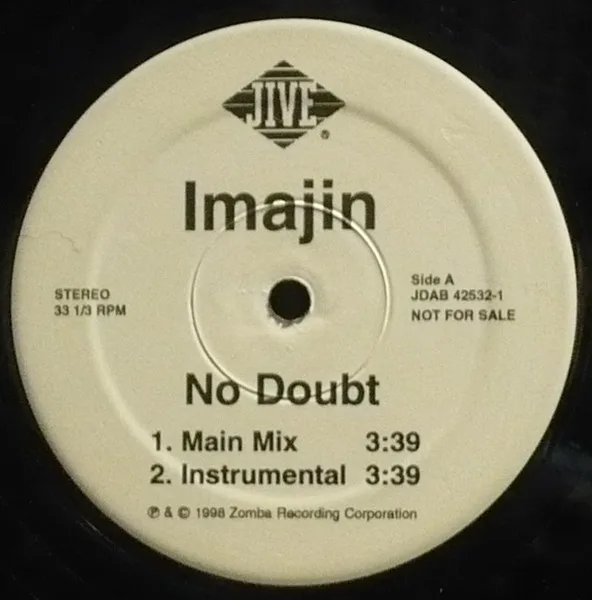 JIVE®
Imajin
STEREO
33 1/3 RPM
Side A
JDAB 42532-1
NOT FOR SALE
No Doubt
1. Main Mix 3:39
2. Instrumental 3:39
℗ & © 1998 Zomba Recording Corporation